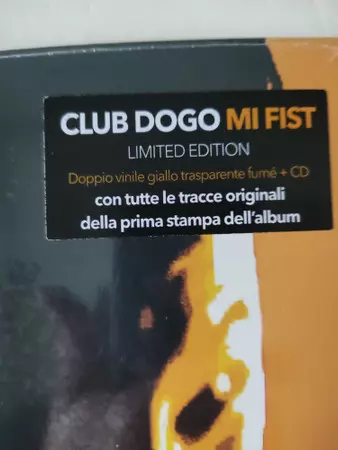 CLUB DOGO MI FIST
LIMITED EDITION
Doppio vinile giallo trasparente fumé + CD
con tutte le tracce originali
della prima stampa dell'album